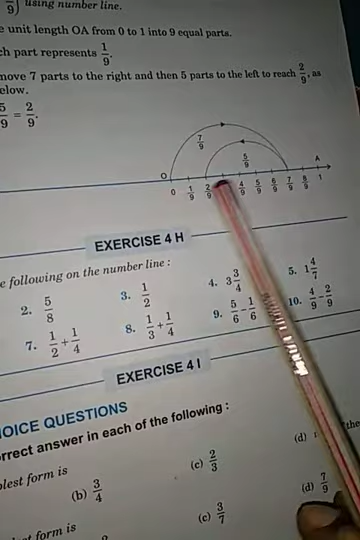 /9) using number line.
e unit length OA from 0 to 1 into 9 equal parts.
ch part represents 1/9.
move 7 parts to the right and then 5 parts to the left to reach 2/9, as
elow.
5/9 = 2/9.
7/9
5/9
O A
0 1/9 2/9 4/9 5/9 6/9 7/9 8/9 1
EXERCISE 4 H
e following on the number line :
2. 5/8 3. 1/2 4. 3 3/4 5. 1 4/7
7. 1/2 + 1/4 8. 1/3 + 1/4 9. 5/6 - 1/6 10. 4/9 - 2/9
EXERCISE 4 I
OICE QUESTIONS
rrect answer in each of the following :
plest form is
(b) 3/4 (c) 2/3 (d)
est form is
(c) 3/7 (d) 7/9